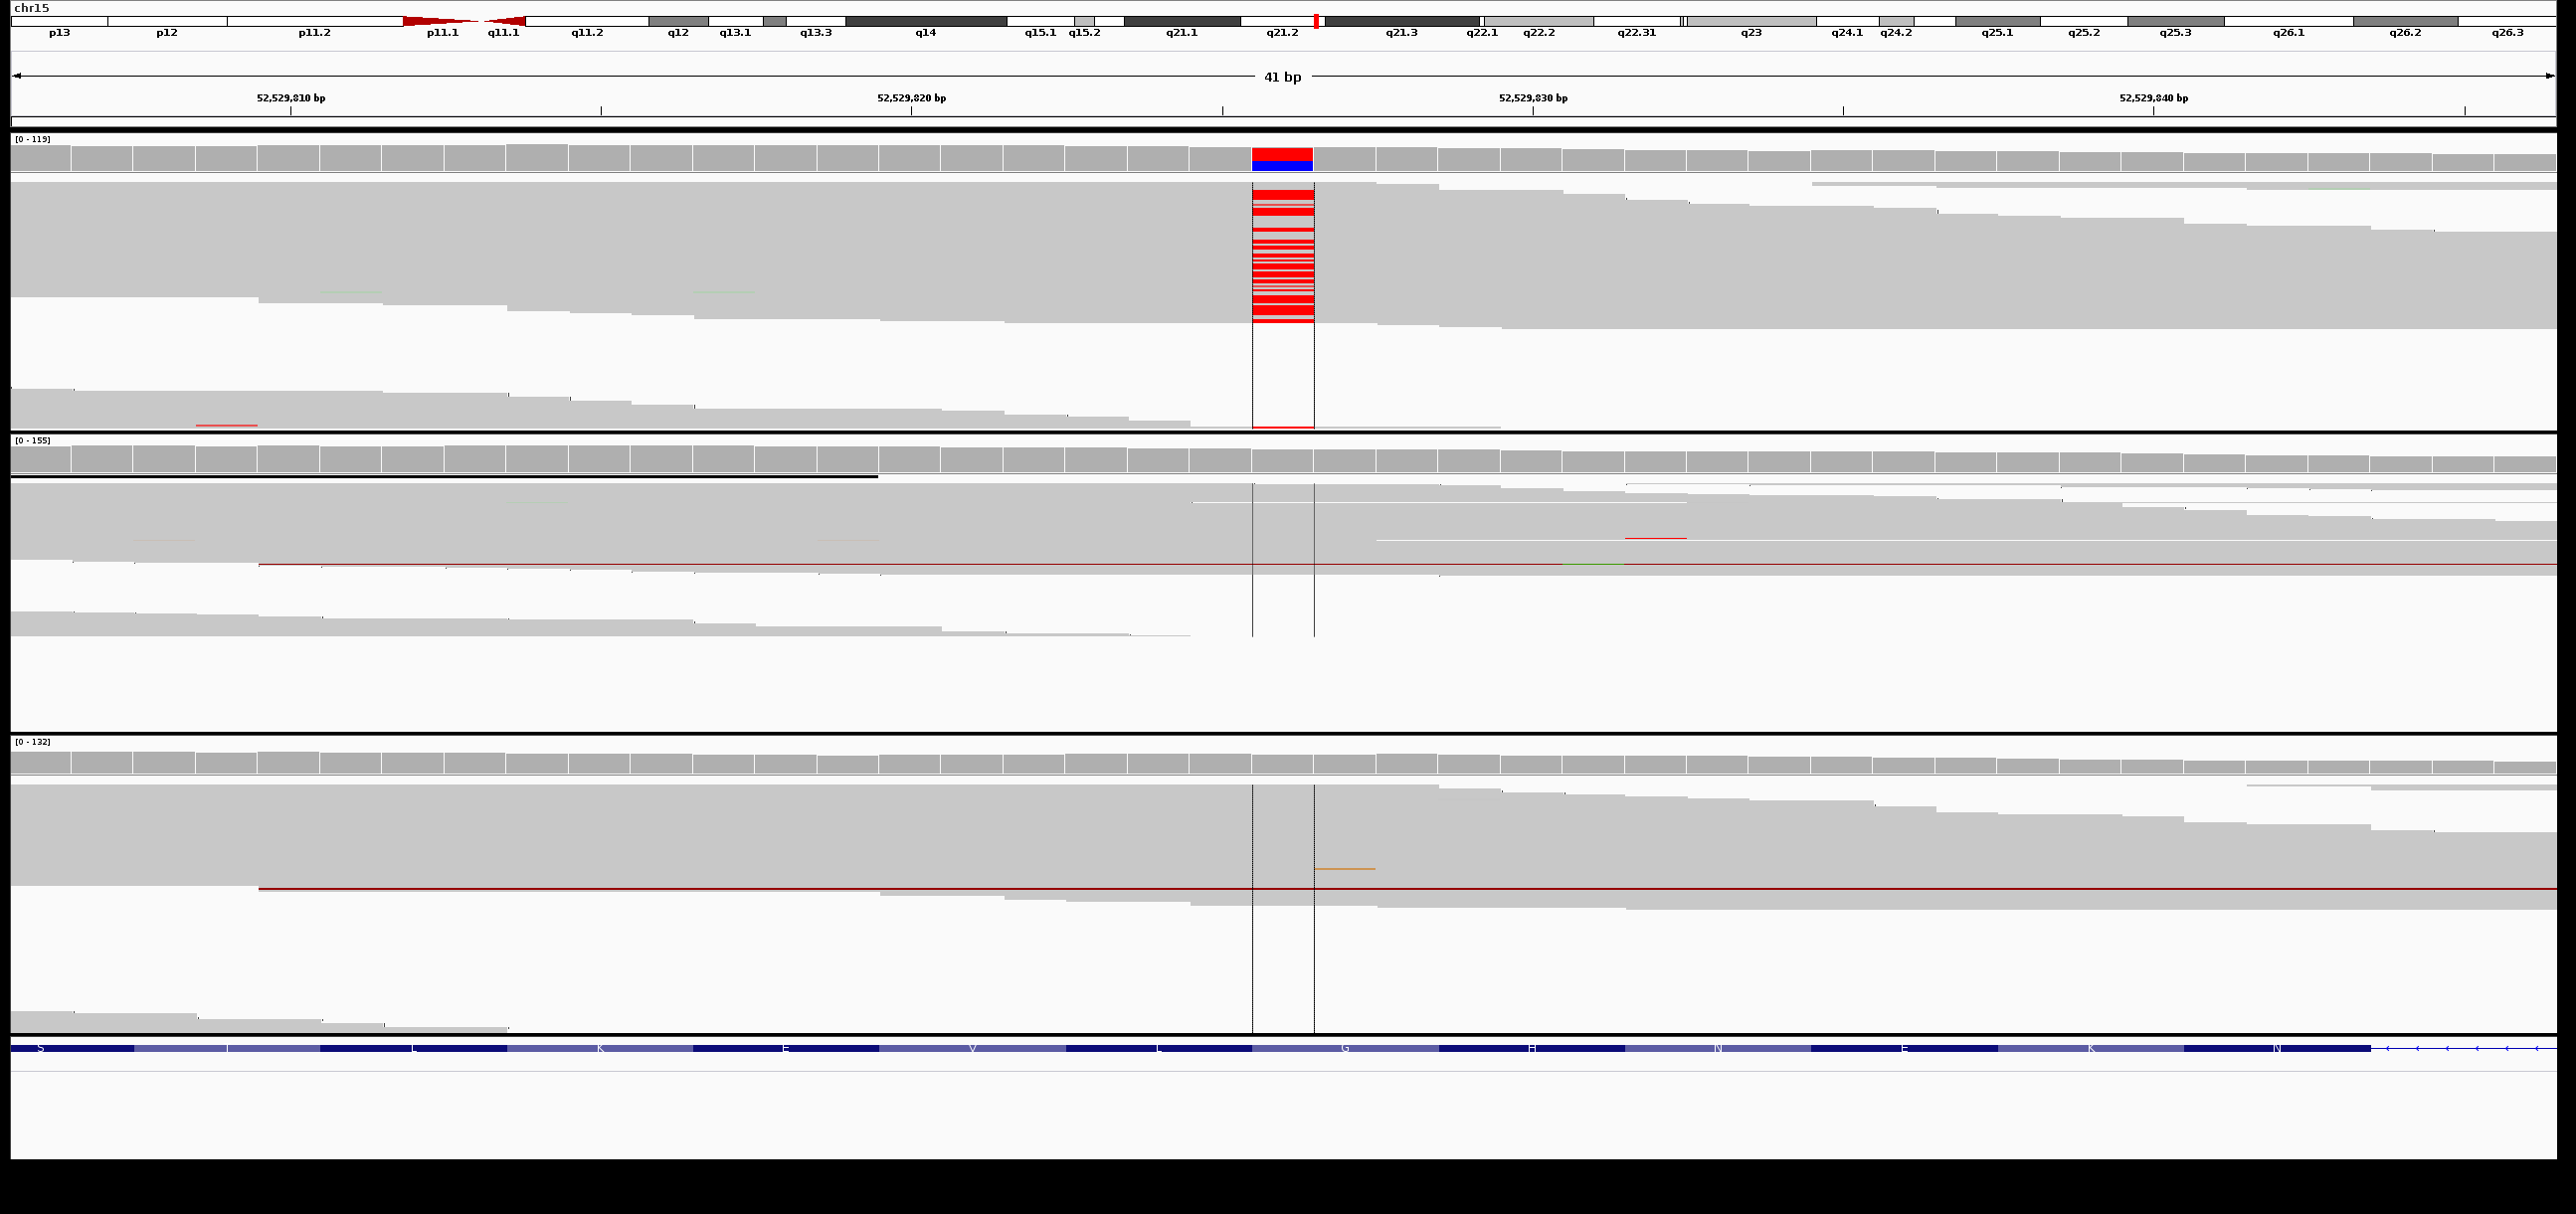 chr15
p13 p12 p11.2 p11.1 q11.1 q11.2 q12 q13.1 q13.3 q14 q15.1 q15.2 q21.1 q21.2 q21.3 q22.1 q22.2 q22.31 q23 q24.1 q24.2 q25.1 q25.2 q25.3 q26.1 q26.2 q26.3
41 bp
52,529,810 bp 52,529,820 bp 52,529,830 bp 52,529,840 bp
[0 - 119]
[0 - 155]
[0 - 132]
S I L K E V L G H N E K N